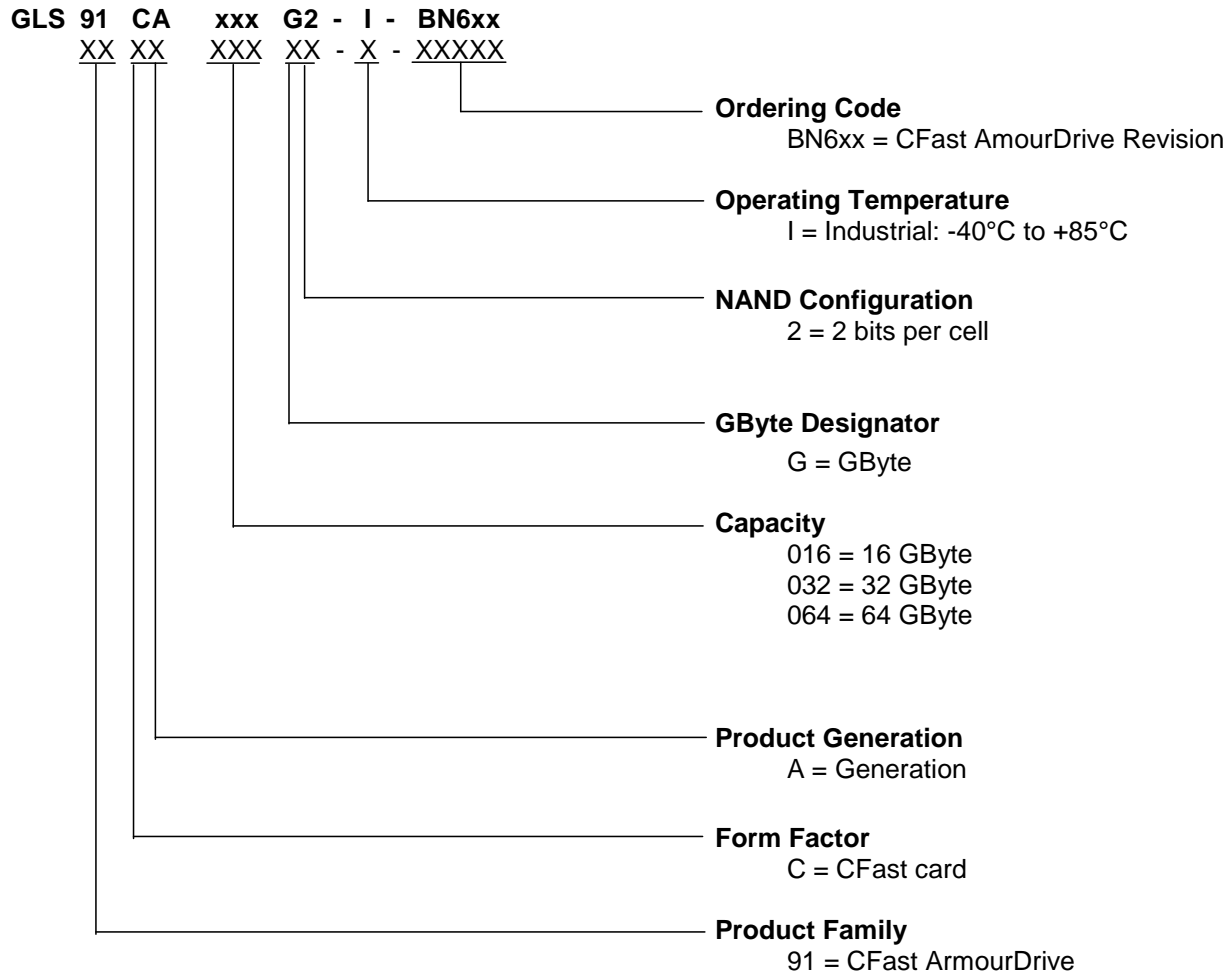 GLS 91 CA xxx G2 - I - BN6xx
XX XX XXX XX - X - XXXXX
Ordering Code
BN6xx = CFast AmourDrive Revision
Operating Temperature
I = Industrial: -40°C to +85°C
NAND Configuration
2 = 2 bits per cell
GByte Designator
G = GByte
Capacity
016 = 16 GByte
032 = 32 GByte
064 = 64 GByte
Product Generation
A = Generation
Form Factor
C = CFast card
Product Family
91 = CFast ArmourDrive